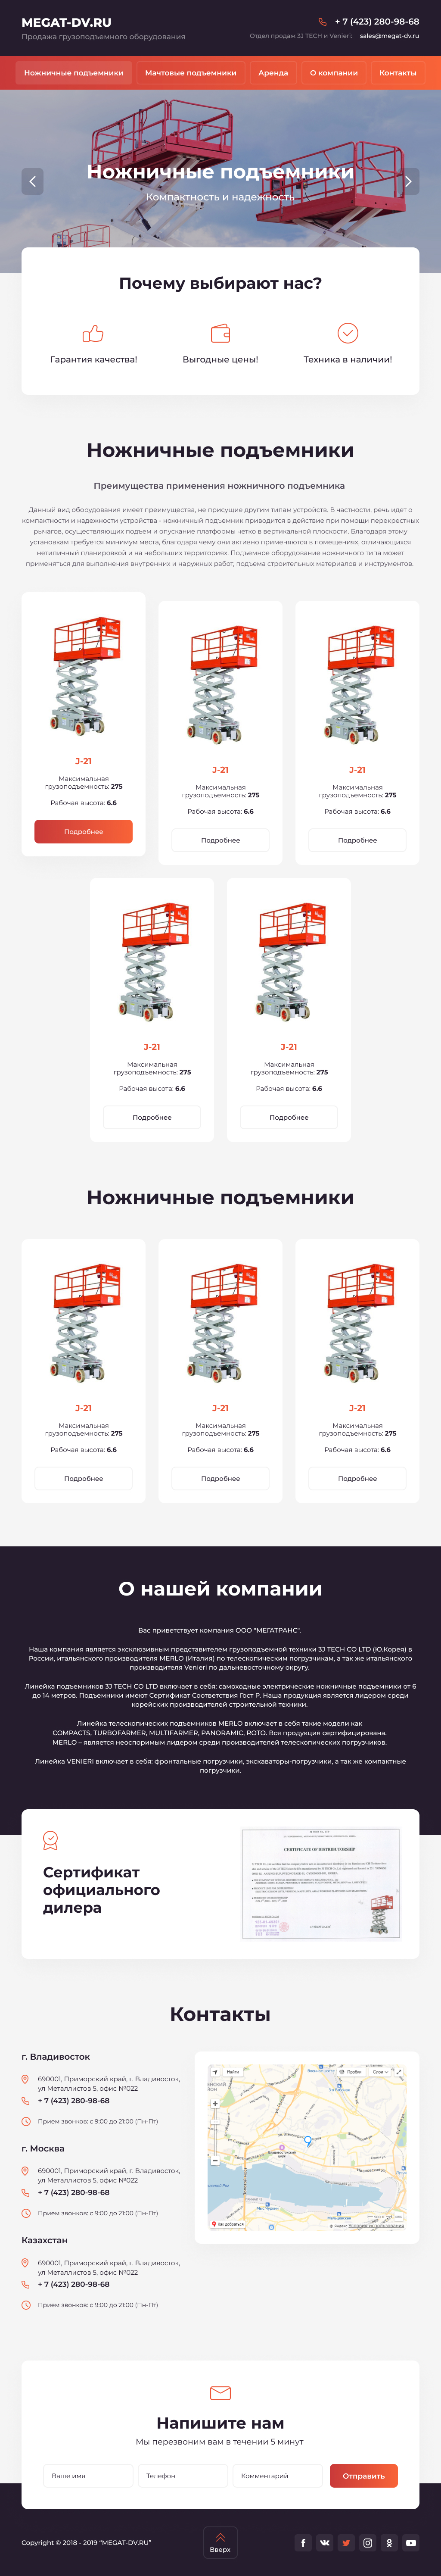 MEGAT-DV.RU
Продажа грузоподъемного оборудования
+ 7 (423) 280-98-68
Отдел продаж 3J TECH и Venieri: sales@megat-dv.ru
Ножничные подъемники
Мачтовые подъемники
Аренда
О компании
Контакты
Ножничные подъемники
Компактность и надежность
Почему выбирают нас?
Гарантия качества!
Выгодные цены!
Техника в наличии!
Ножничные подъемники
Преимущества применения ножничного подъемника
Данный вид оборудования имеет преимущества, не присущие другим типам устройств. В частности, речь идет о
компактности и надежности устройства - ножничный подъемник приводится в действие при помощи перекрестных
рычагов, осуществляющих подъем и опускание платформы четко в вертикальной плоскости. Благодаря этому
установкам требуется минимум места, благодаря чему они активно применяются в помещениях, отличающихся
нетипичной планировкой и на небольших территориях. Подъемное оборудование ножничного типа может
применяться для выполнения внутренних и наружных работ, подъема строительных материалов и инструментов.
J-21
Максимальная
грузоподъемность: 275
Рабочая высота: 6.6
Подробнее
J-21
Максимальная
грузоподъемность: 275
Рабочая высота: 6.6
Подробнее
J-21
Максимальная
грузоподъемность: 275
Рабочая высота: 6.6
Подробнее
J-21
Максимальная
грузоподъемность: 275
Рабочая высота: 6.6
Подробнее
J-21
Максимальная
грузоподъемность: 275
Рабочая высота: 6.6
Подробнее
Ножничные подъемники
J-21
Максимальная
грузоподъемность: 275
Рабочая высота: 6.6
Подробнее
J-21
Максимальная
грузоподъемность: 275
Рабочая высота: 6.6
Подробнее
J-21
Максимальная
грузоподъемность: 275
Рабочая высота: 6.6
Подробнее
О нашей компании
Вас приветствует компания ООО "МЕГАТРАНС".
Наша компания является эксклюзивным представителем грузоподъемной техники 3J TECH CO LTD (Ю.Корея) в
России, итальянского производителя MERLO (Италия) по телескопическим погрузчикам, а так же итальянского
производителя Venieri по дальневосточному округу.
Линейка подъемников 3J TECH CO LTD включает в себя: самоходные электрические ножничные подъемники от 6
до 14 метров. Подъемники имеют Сертификат Соответствия Гост Р. Наша продукция является лидером среди
корейских производителей строительной техники.
Линейка телескопических подъемников MERLO включает в себя такие модели как
COMPACTS, TURBOFARMER, MULTIFARMER, PANORAMIC, ROTO. Вся продукция сертифицирована.
MERLO – является неоспоримым лидером среди производителей телескопических погрузчиков.
Линейка VENIERI включает в себя: фронтальные погрузчики, экскаваторы-погрузчики, а так же компактные
погрузчики.
Сертификат
официального
дилера
CERTIFICATE OF DISTRIBUTORSHIP
Контакты
г. Владивосток
690001, Приморский край, г. Владивосток,
ул Металлистов 5, офис №022
+ 7 (423) 280-98-68
Прием звонков: с 9:00 до 21:00 (Пн-Пт)
г. Москва
690001, Приморский край, г. Владивосток,
ул Металлистов 5, офис №022
+ 7 (423) 280-98-68
Прием звонков: с 9:00 до 21:00 (Пн-Пт)
Казахстан
690001, Приморский край, г. Владивосток,
ул Металлистов 5, офис №022
+ 7 (423) 280-98-68
Прием звонков: с 9:00 до 21:00 (Пн-Пт)
Найти
Пробки
Слои
Как добраться
© Яндекс Условия использования
Напишите нам
Мы перезвоним вам в течении 5 минут
Ваше имя
Телефон
Комментарий
Отправить
Copyright © 2018 - 2019 “MEGAT-DV.RU”
Вверх